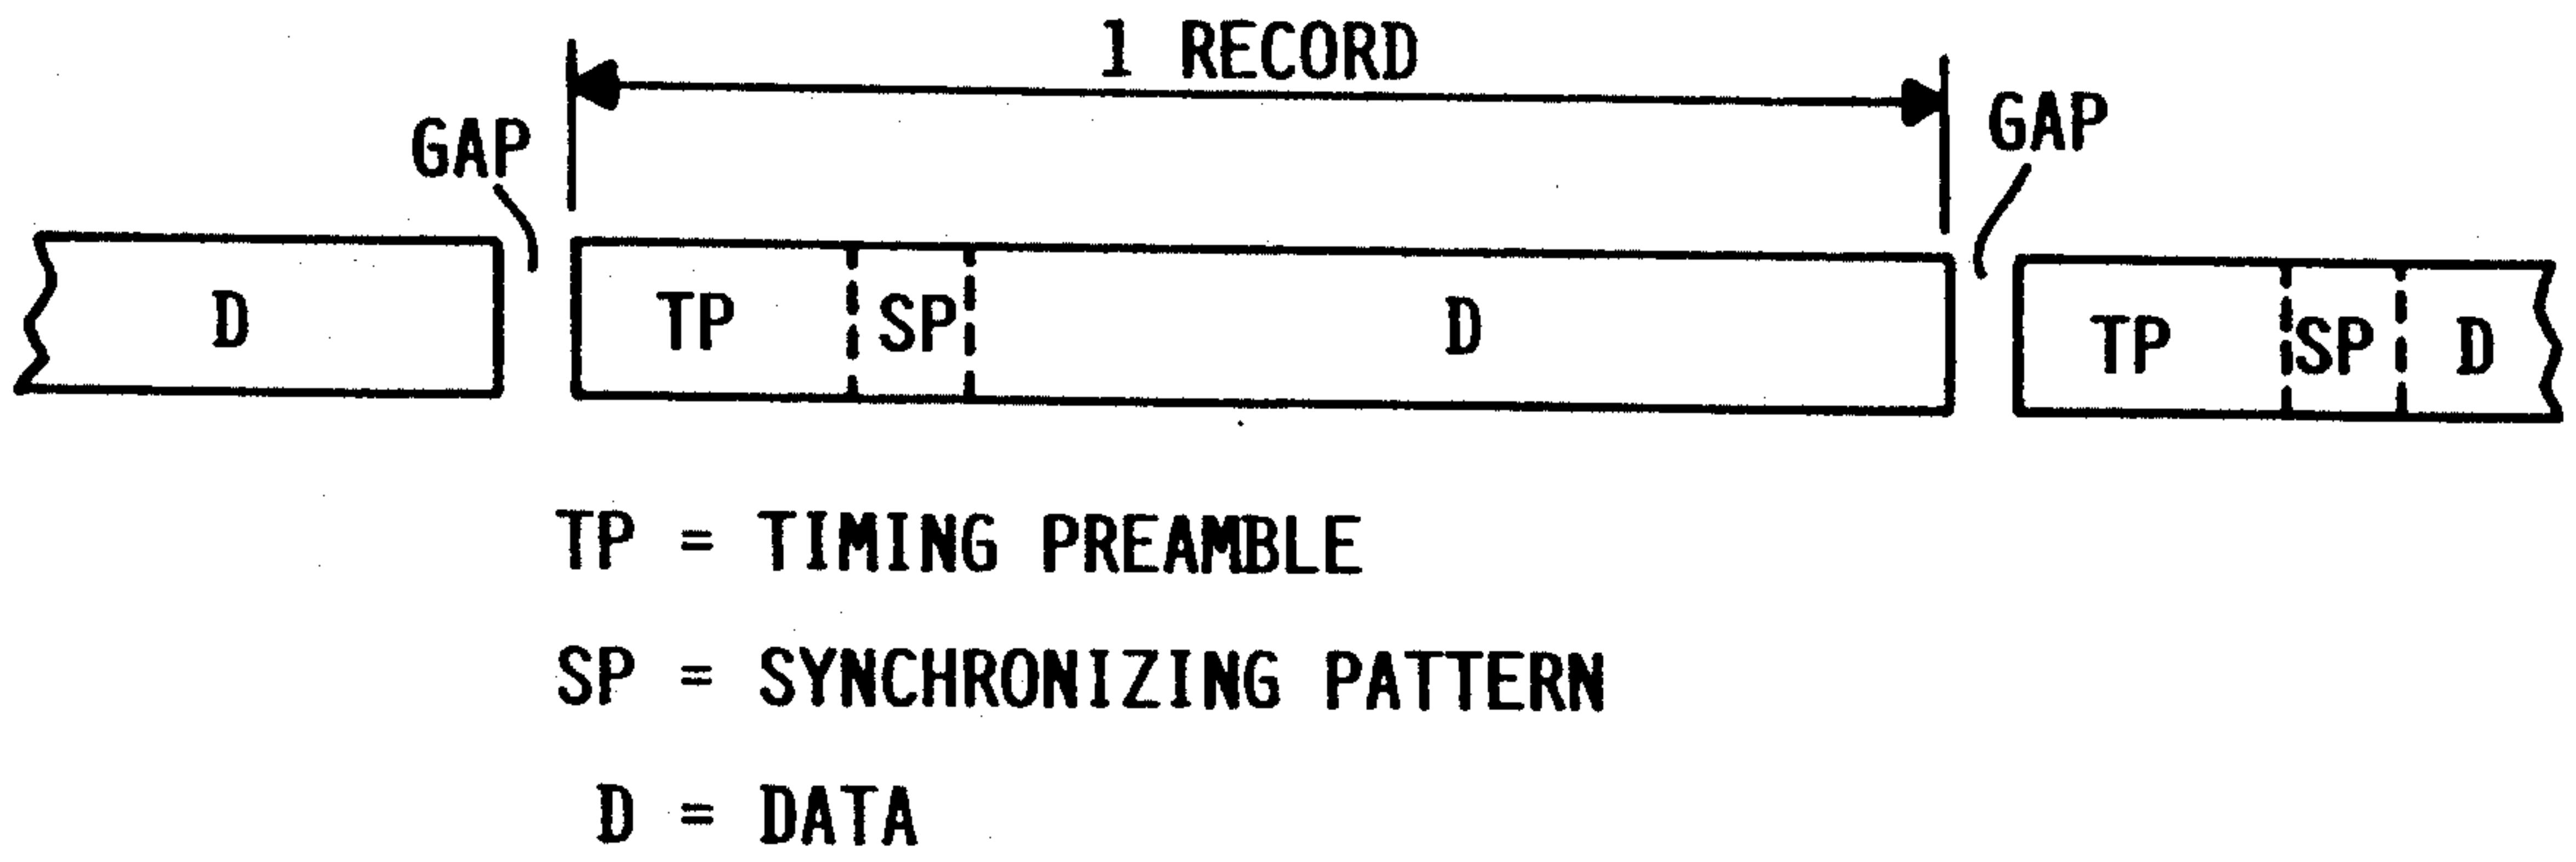 1 RECORD
GAP
GAP
D
TP
SP
D
TP
SP
D
TP = TIMING PREAMBLE
SP = SYNCHRONIZING PATTERN
D = DATA